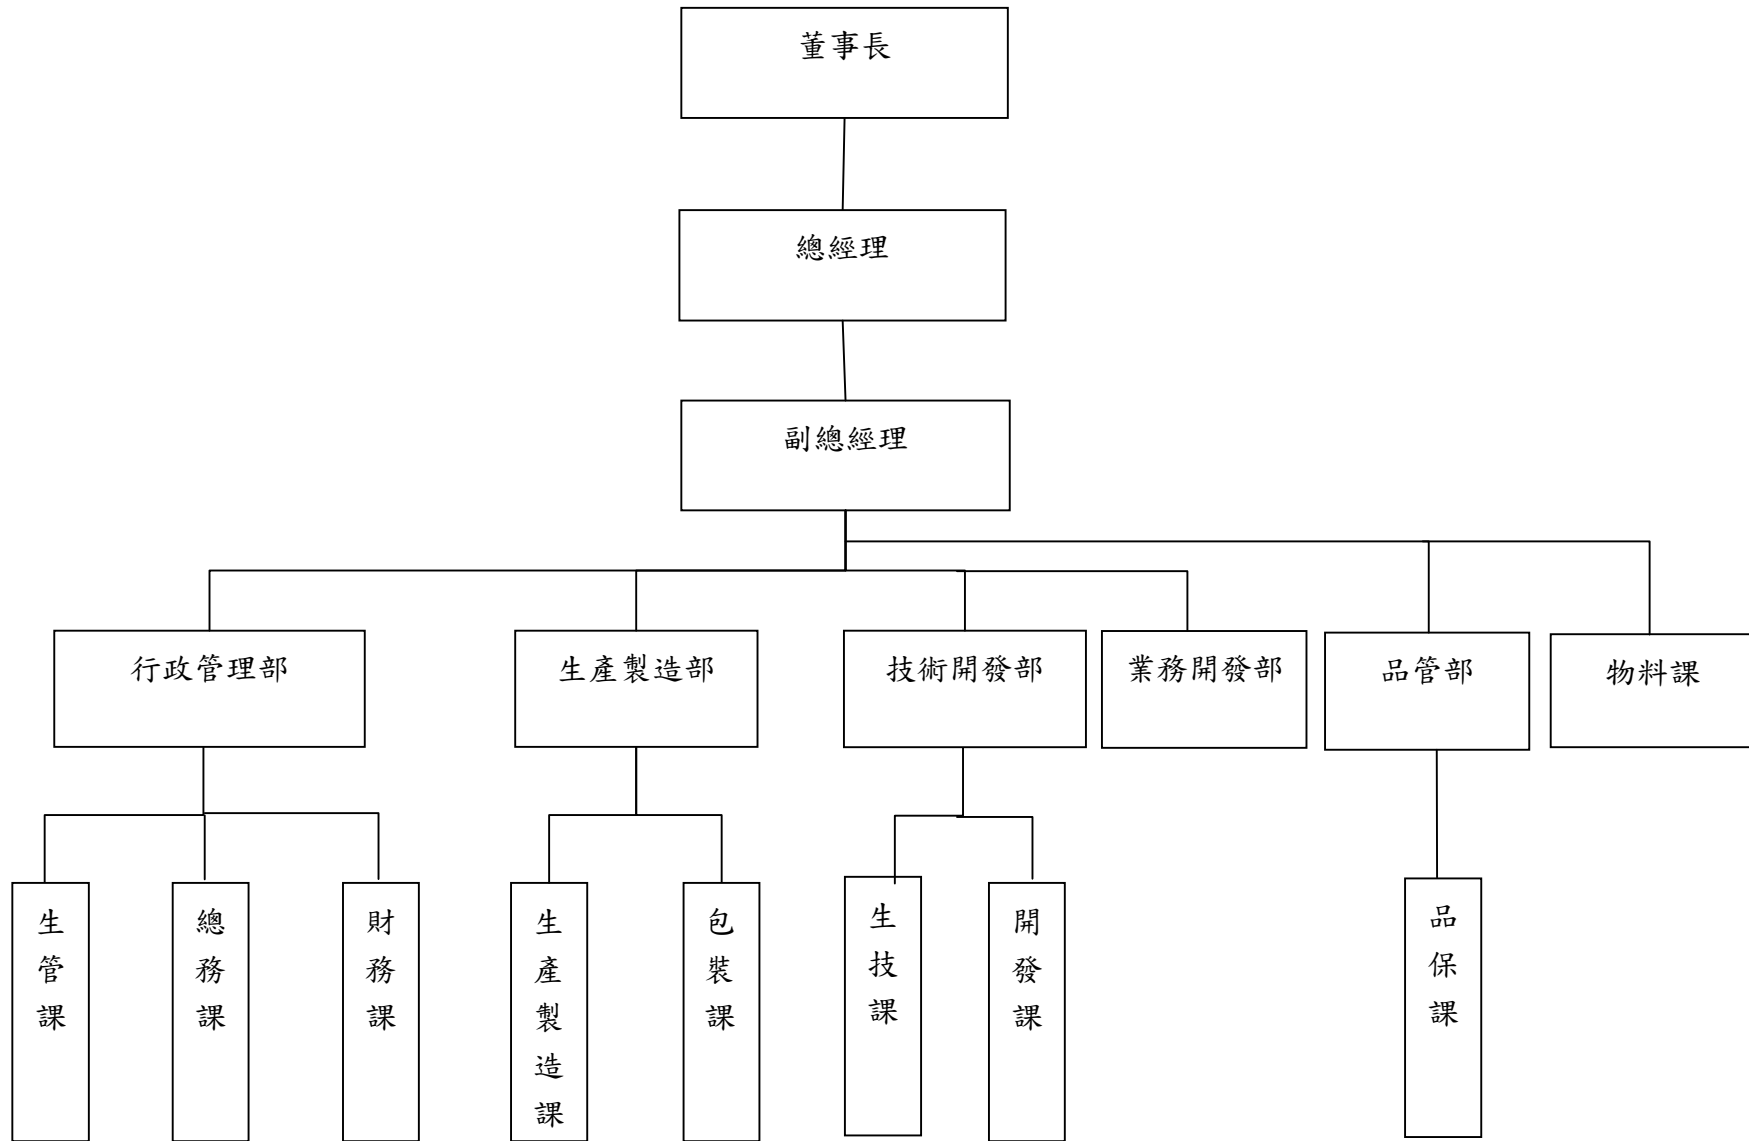 董事長
總經理
副總經理
行政管理部
生產製造部
技術開發部
業務開發部
品管部
物料課
生管課
總務課
財務課
生產製造課
包裝課
生技課
開發課
品保課